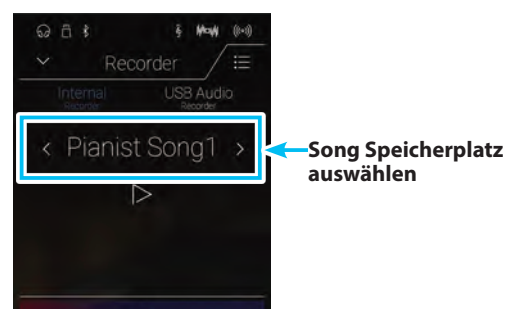 Recorder
Internal
Recorder
USB Audio
Recorder
Pianist Song1
Song Speicherplatz
auswählen